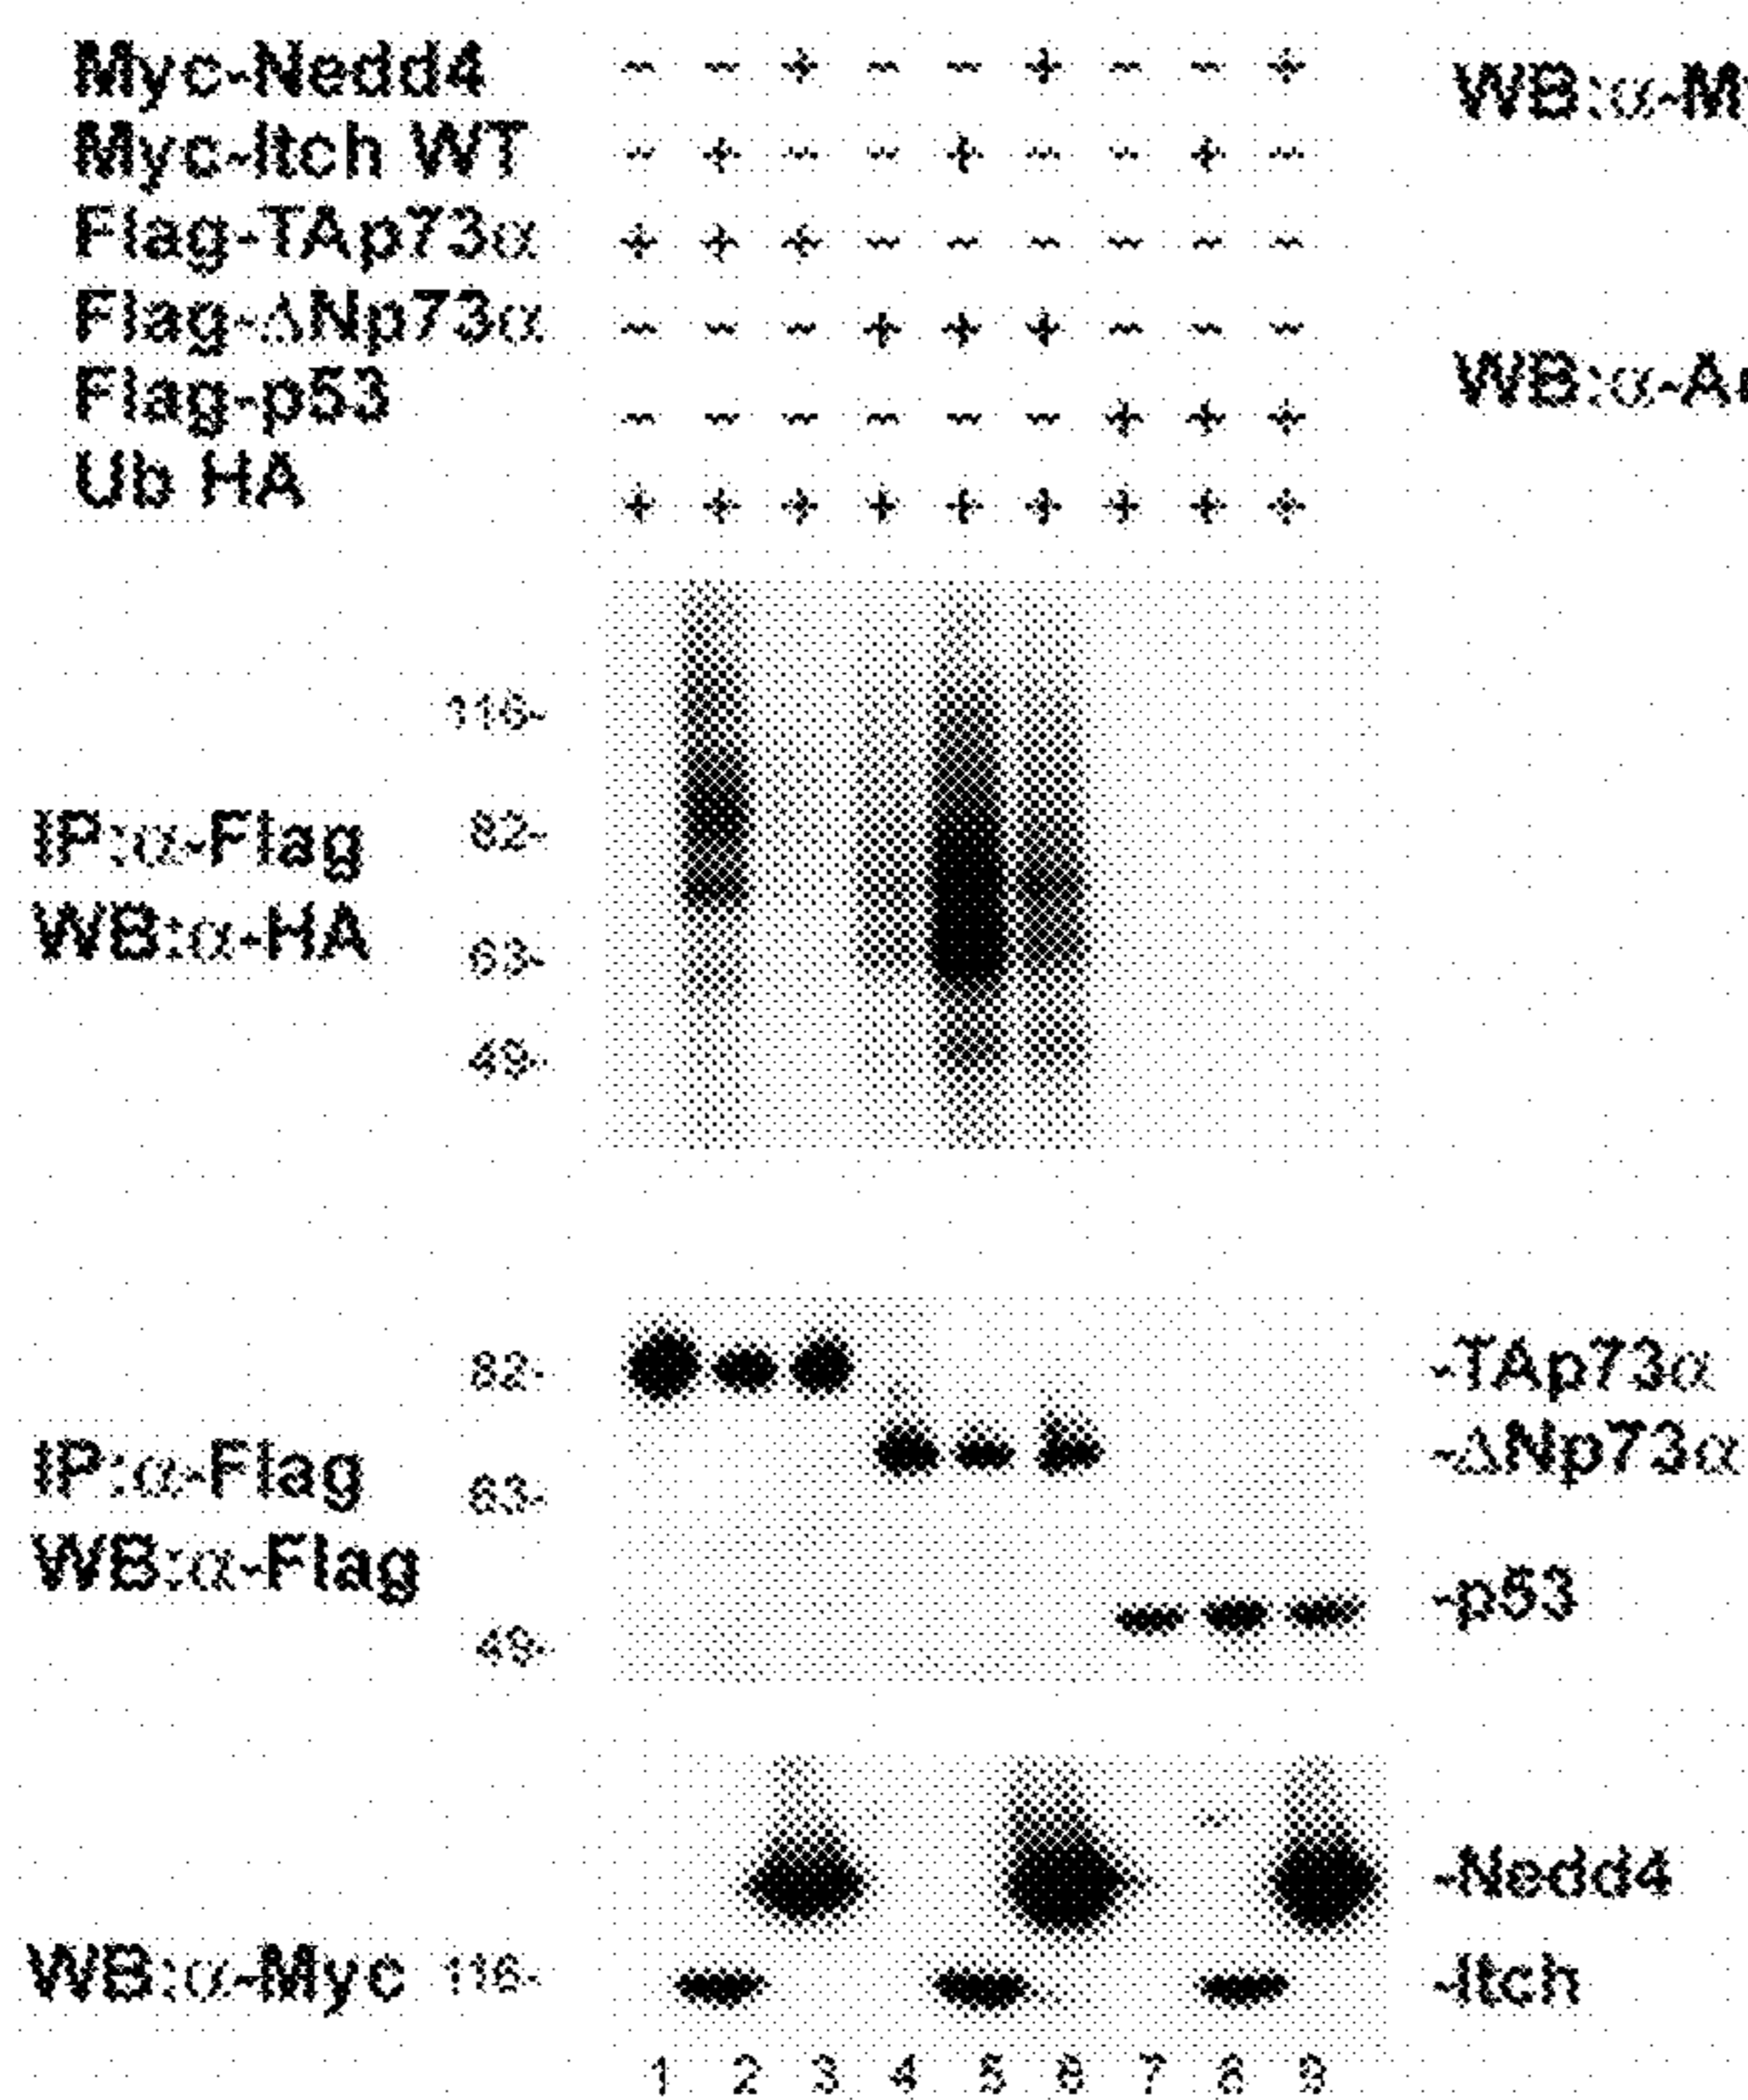 Myc-Nedd4 - - + - - + - - +
WB:α-M
Myc-Itch WT - + - - + - - + -
Flag-TAp73α + + + - - - - - -
Flag-ΔNp73α - - - + + + - - -
WB:α-A
Flag-p53 - - - - - - + + +
Ub HA + + + + + + + + +
116-
82-
IP:α-Flag
WB:α-HA
63-
49-
82-
-TAp73α
-ΔNp73α
IP:α-Flag
63-
WB:α-Flag
-p53
49-
-Nedd4
WB:α-Myc 116- -Itch
1 2 3 4 5 6 7 8 9